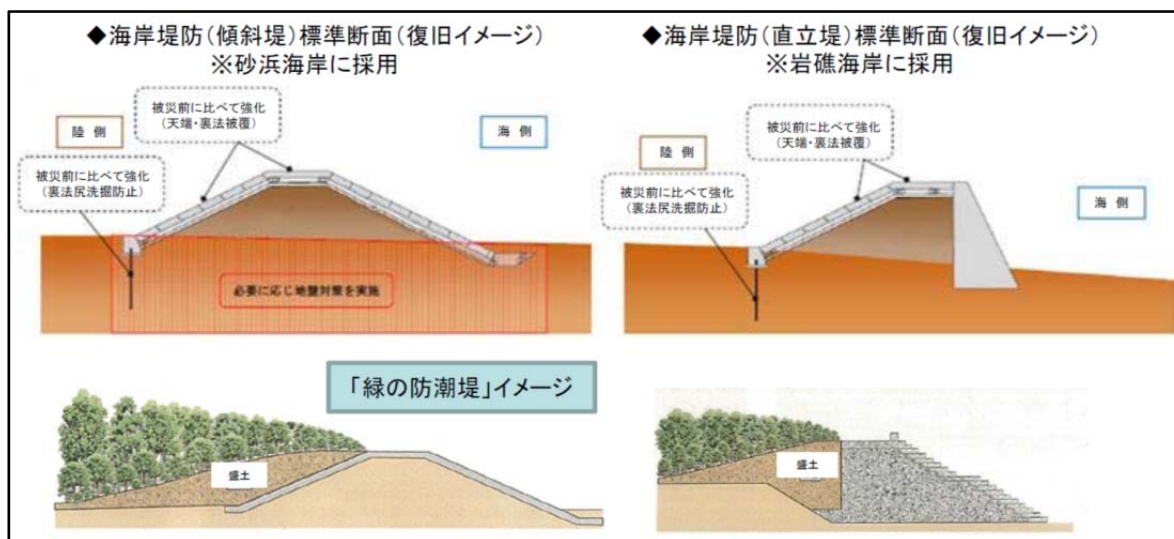 ◆海岸堤防(傾斜堤)標準断面(復旧イメージ)
※砂浜海岸に採用
被災前に比べて強化
(天端・裏法被覆)
陸 側
海 側
被災前に比べて強化
(裏法尻洗掘防止)
必要に応じ地盤対策を実施
◆海岸堤防(直立堤)標準断面(復旧イメージ)
※岩礁海岸に採用
被災前に比べて強化
(天端・裏法被覆)
陸 側
被災前に比べて強化
(裏法尻洗掘防止)
海 側
「緑の防潮堤」イメージ
盛土
盛土